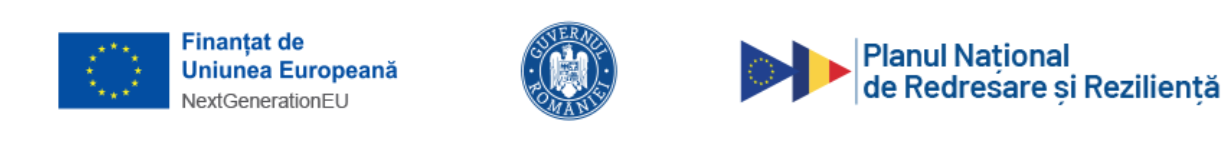 Finanțat de
Uniunea Europeană
NextGenerationEU
GUVERNUL
ROMÂNIEI
Planul Național
de Redresare și Reziliență